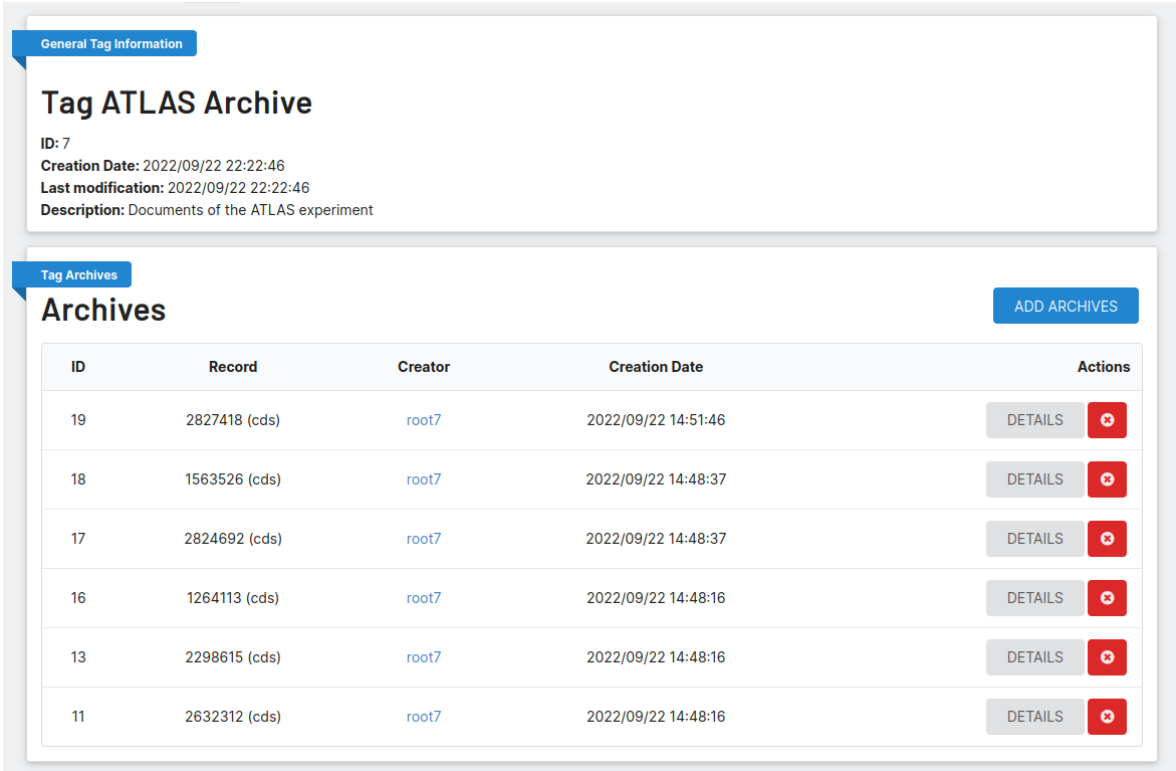 General Tag Information
Tag ATLAS Archive
ID: 7
Creation Date: 2022/09/22 22:22:46
Last modification: 2022/09/22 22:22:46
Description: Documents of the ATLAS experiment
Tag Archives
Archives
ADD ARCHIVES
ID Record Creator Creation Date Actions
19 2827418 (cds) root7 2022/09/22 14:51:46 DETAILS
18 1563526 (cds) root7 2022/09/22 14:48:37 DETAILS
17 2824692 (cds) root7 2022/09/22 14:48:37 DETAILS
16 1264113 (cds) root7 2022/09/22 14:48:16 DETAILS
13 2298615 (cds) root7 2022/09/22 14:48:16 DETAILS
11 2632312 (cds) root7 2022/09/22 14:48:16 DETAILS